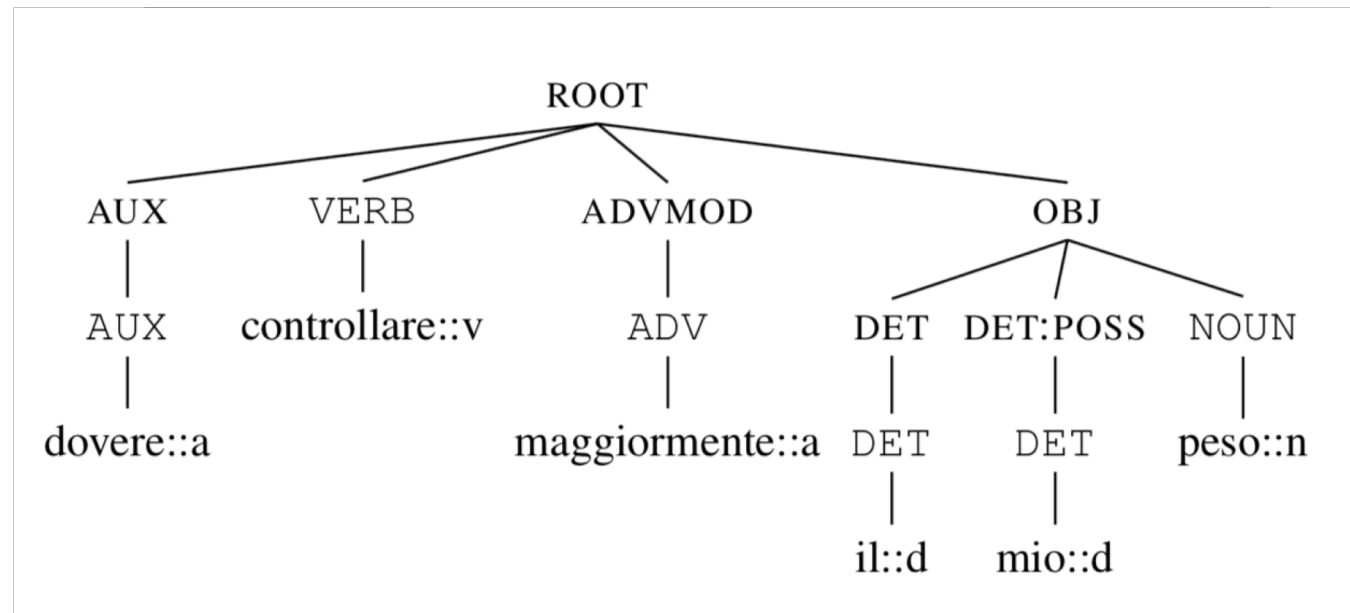 ROOT
AUX VERB ADVMOD OBJ
AUX controllare::v ADV DET DET:POSS NOUN
dovere::a maggiormente::a DET DET peso::n
il::d mio::d